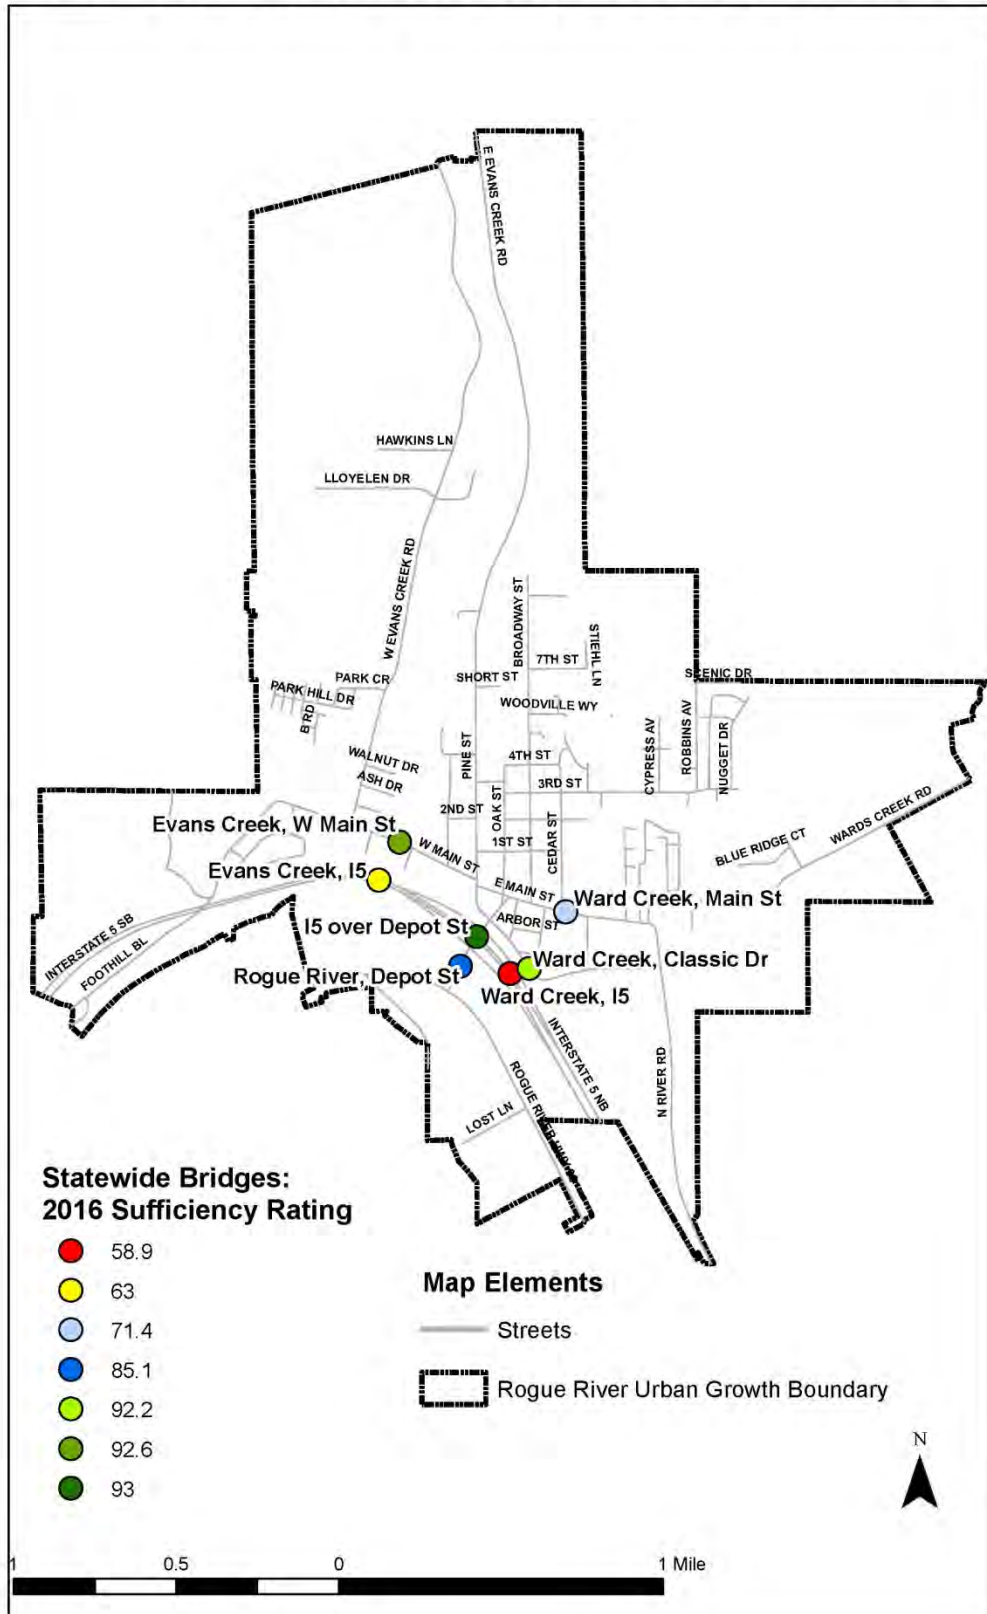 E EVANS CREEK RD
HAWKINS LN
LLOYELEN DR
W EVANS CREEK RD
BROADWAY ST
STIEHL LN
7TH ST
SHORT ST
SCENIC DR
PARK CR
PARK HILL DR
B RD
WOODVILLE WY
PINE ST
4TH ST
CYPRESS AV
ROBBINS AV
NUGGET DR
WALNUT DR
ASH DR
3RD ST
OAK ST
2ND ST
1ST ST
CEDAR ST
WARDS CREEK RD
BLUE RIDGE CT
Evans Creek, W Main St
W MAIN ST
Evans Creek, I5
E MAIN ST
Ward Creek, Main St
ARBOR ST
I5 over Depot St
INTERSTATE 5 SB
FOOTHILL BL
Ward Creek, Classic Dr
Rogue River, Depot St
Ward Creek, I5
INTERSTATE 5 NB
N RIVER RD
ROGUE RIVER HWY
LOST LN
Statewide Bridges:
2016 Sufficiency Rating
58.9
63
71.4
85.1
92.2
92.6
93
Map Elements
Streets
Rogue River Urban Growth Boundary
N
1 0.5 0 1 Mile